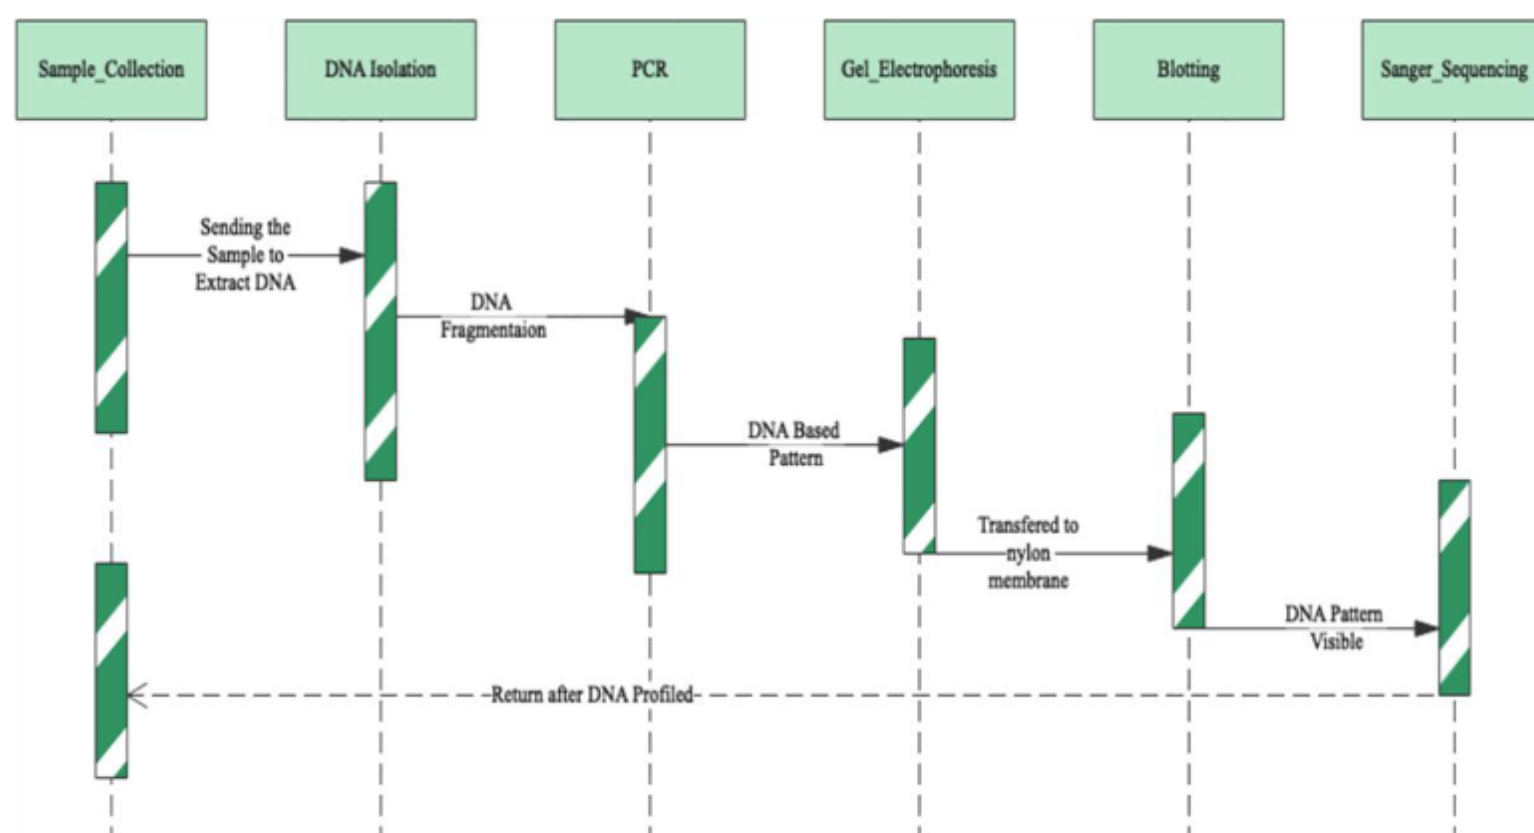 Sample_Collection
DNA Isolation
PCR
Gel_Electrophoresis
Blotting
Sanger_Sequencing
Sending the
Sample to
Extract DNA
DNA
Fragmentaion
DNA Based
Pattern
Transfered to
nylon
membrane
DNA Pattern
Visible
Return after DNA Profiled